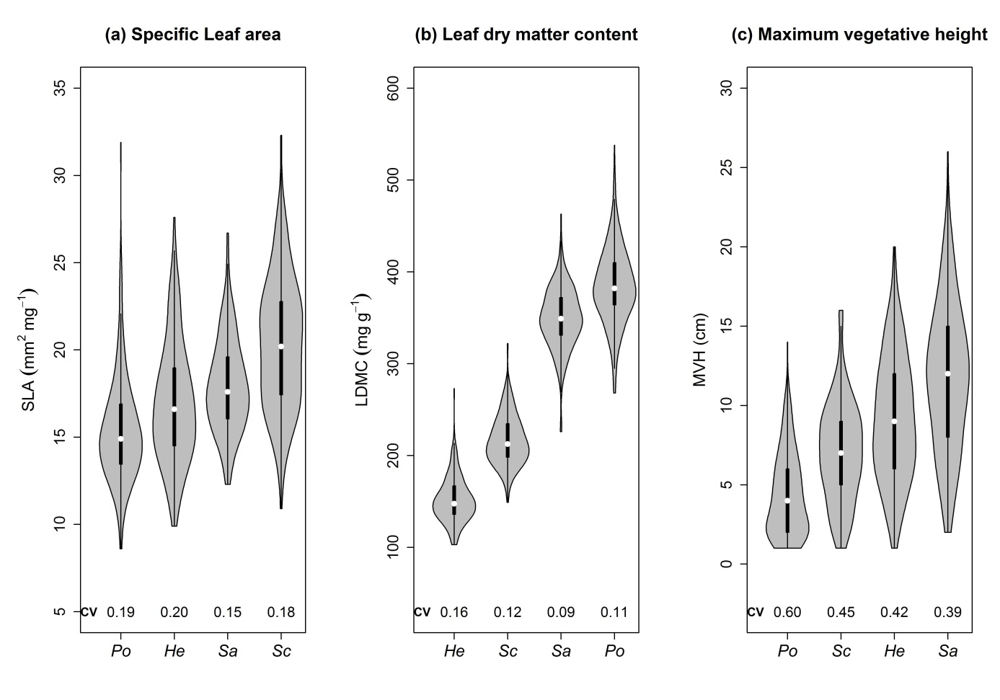 (a) Specific Leaf area
SLA (mm² mg⁻¹)
35
30
25
20
15
10
5
CV 0.19 0.20 0.15 0.18
Po He Sa Sc
(b) Leaf dry matter content
LDMC (mg g⁻¹)
600
500
400
300
200
100
CV 0.16 0.12 0.09 0.11
He Sc Sa Po
(c) Maximum vegetative height
MVH (cm)
30
25
20
15
10
5
0
CV 0.60 0.45 0.42 0.39
Po Sc He Sa